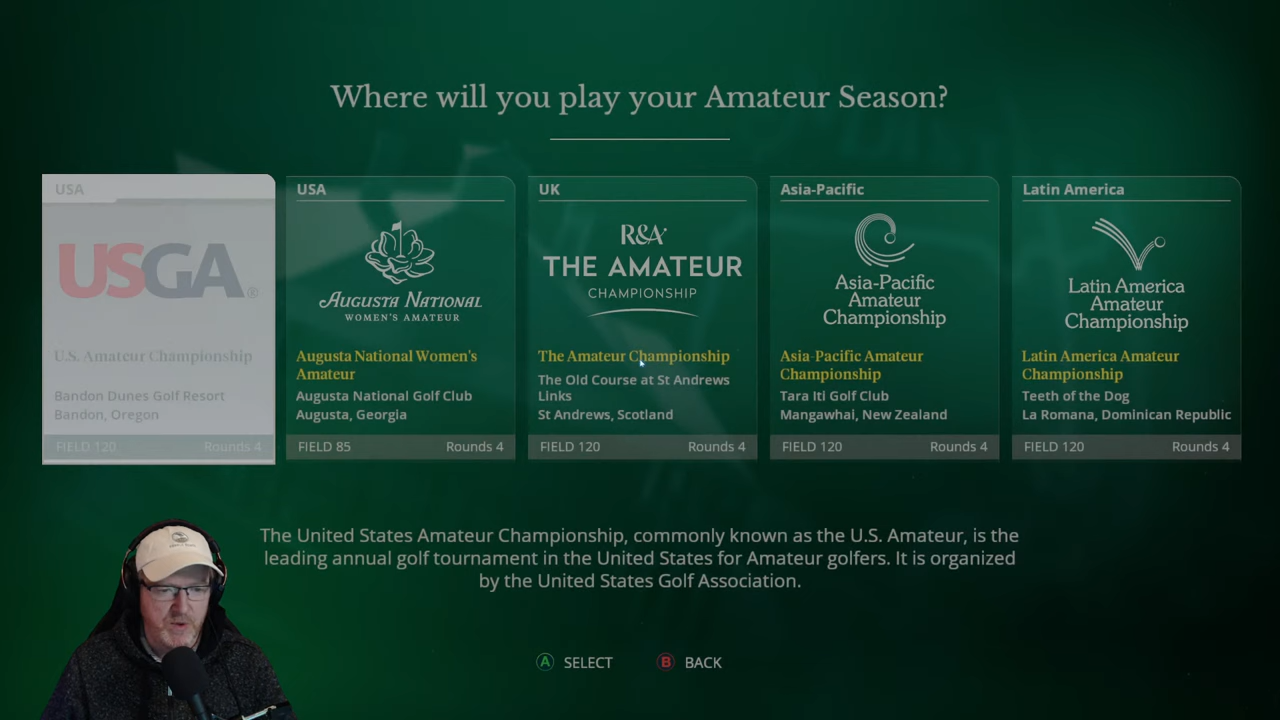 Where will you play your Amateur Season?
USA
USGA®
U.S. Amateur Championship
Bandon Dunes Golf Resort
Bandon, Oregon
FIELD 120 Rounds 4
USA
AUGUSTA NATIONAL
WOMEN'S AMATEUR
Augusta National Women's
Amateur
Augusta National Golf Club
Augusta, Georgia
FIELD 85 Rounds 4
UK
R&A
THE AMATEUR
CHAMPIONSHIP
The Amateur Championship
The Old Course at St Andrews
Links
St Andrews, Scotland
FIELD 120 Rounds 4
Asia-Pacific
Asia-Pacific
Amateur
Championship
Asia-Pacific Amateur
Championship
Tara Iti Golf Club
Mangawhai, New Zealand
FIELD 120 Rounds 4
Latin America
Latin America
Amateur
Championship
Latin America Amateur
Championship
Teeth of the Dog
La Romana, Dominican Republic
FIELD 120 Rounds 4
The United States Amateur Championship, commonly known as the U.S. Amateur, is the
leading annual golf tournament in the United States for Amateur golfers. It is organized
by the United States Golf Association.
A SELECT B BACK